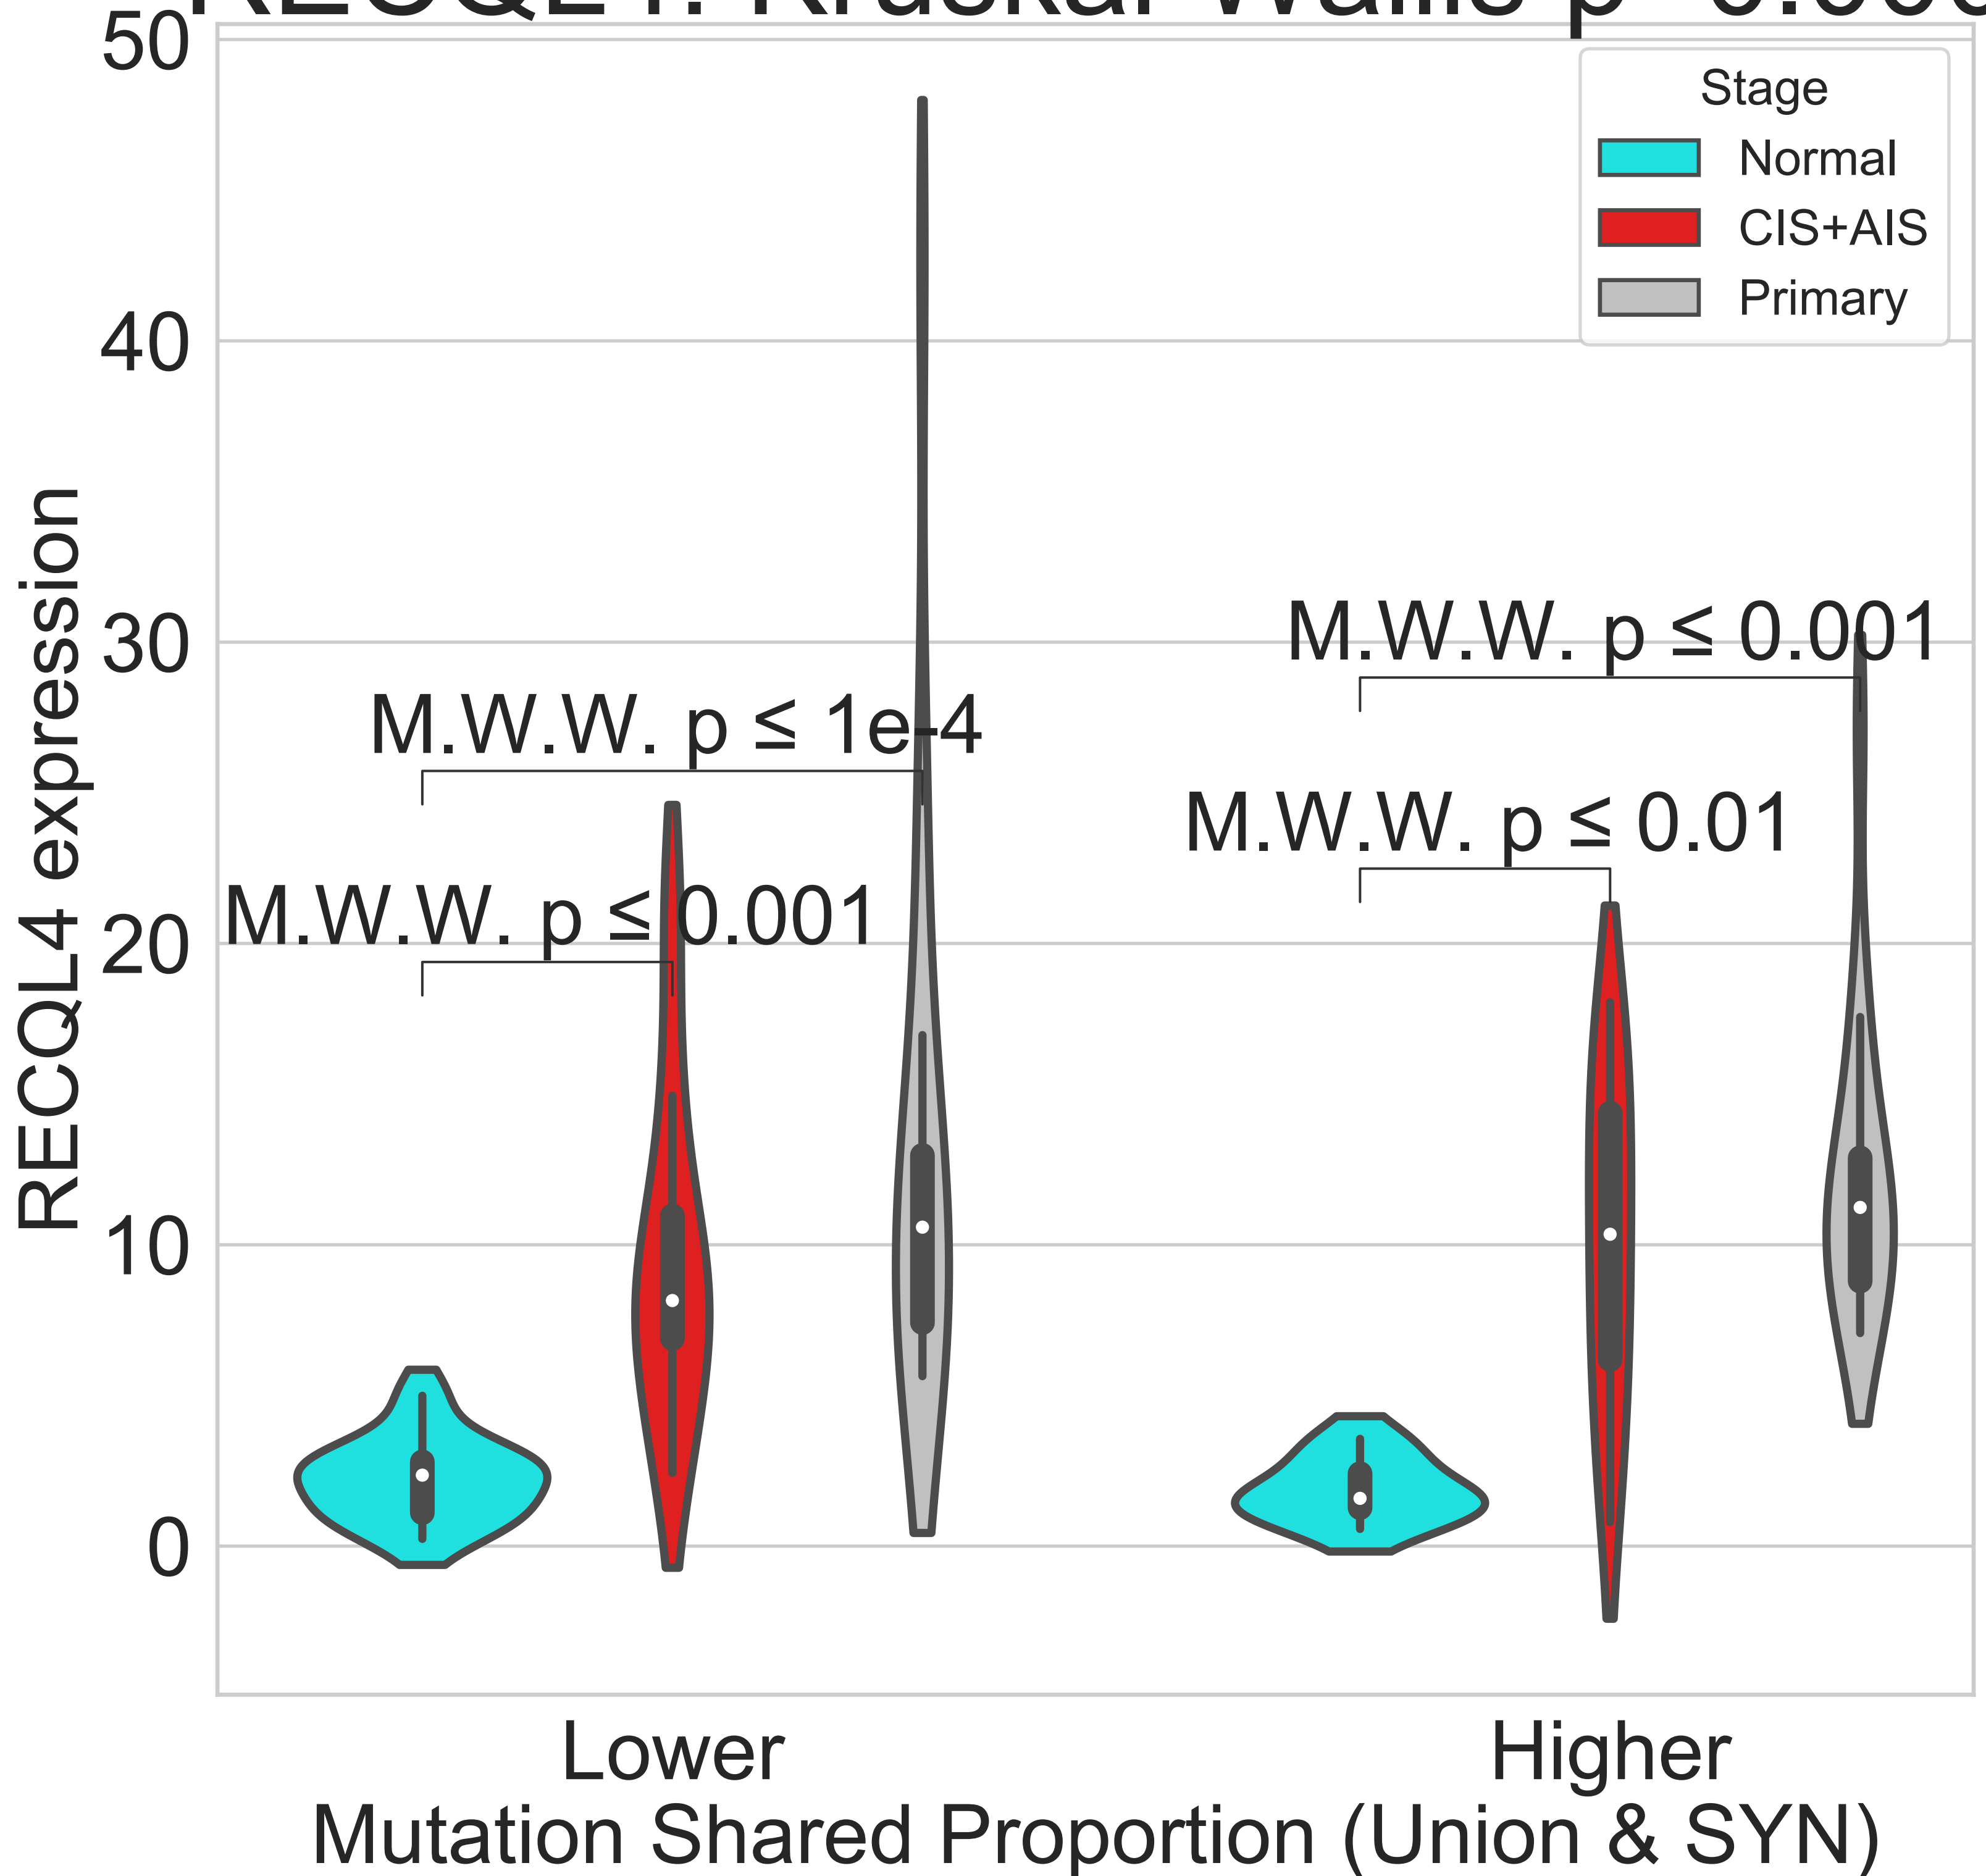 50
Stage
Normal
CIS+AIS
Primary
40
30
20
10
0
RECQL4 expression
M.W.W. p ≤ 0.001
M.W.W. p ≤ 1e-4
M.W.W. p ≤ 0.01
M.W.W. p ≤ 0.001
Lower
Higher
Mutation Shared Proportion (Union & SYN)